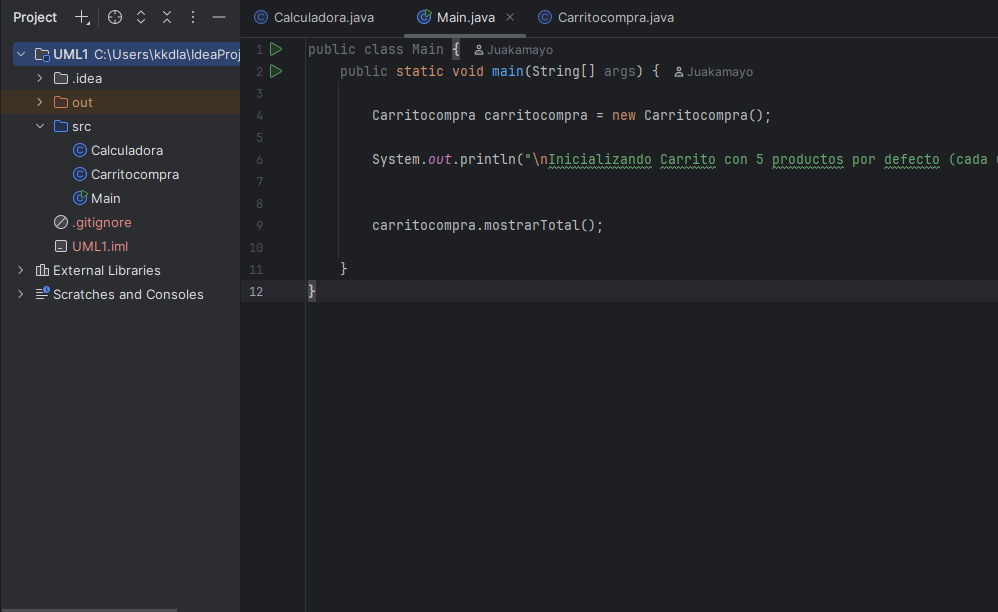 Project
Calculadora.java
Main.java
Carritocompra.java
UML1 C:\Users\kkdla\IdeaProj
.idea
out
src
Calculadora
Carritocompra
Main
.gitignore
UML1.iml
External Libraries
Scratches and Consoles
1 public class Main { Juakamayo
2 public static void main(String[] args) { Juakamayo
3
4 Carritocompra carritocompra = new Carritocompra();
5
6 System.out.println("\nInicializando Carrito con 5 productos por defecto (cada
7
8
9 carritocompra.mostrarTotal();
10
11 }
12 }